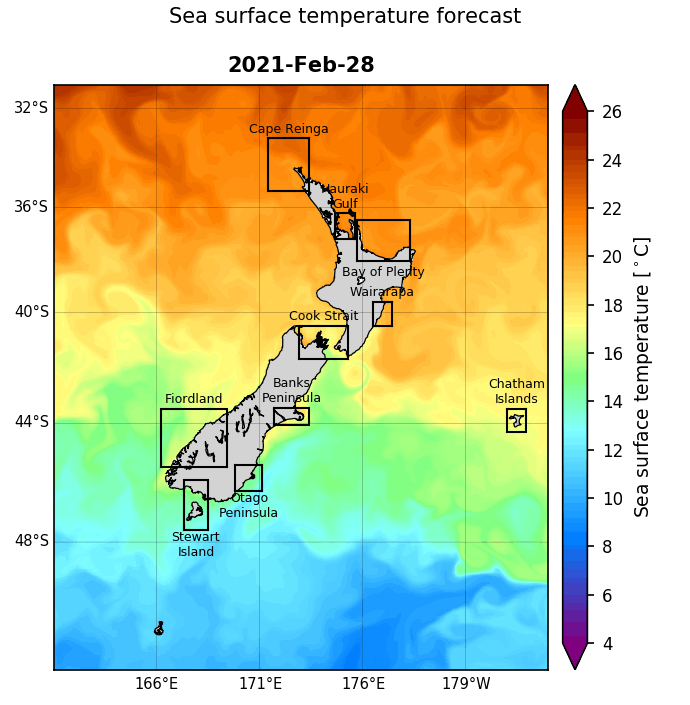 Sea surface temperature forecast
2021-Feb-28
32°S
36°S
40°S
44°S
48°S
Cape Reinga
Hauraki
Gulf
Bay of Plenty
Wairarapa
Cook Strait
Banks
Peninsula
Fiordland
Chatham
Islands
Otago
Peninsula
Stewart
Island
166°E
171°E
176°E
179°W
26
24
22
20
18
16
14
12
10
8
6
4
Sea surface temperature [°C]